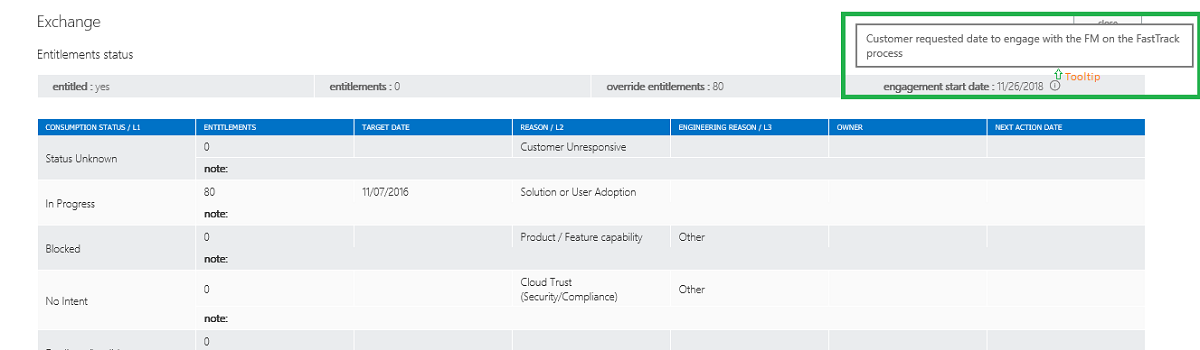 Exchange
Customer requested date to engage with the FM on the FastTrack
process
Entitlements status
Tooltip
entitled : yes entitlements : 0 override entitlements : 80 engagement start date : 11/26/2018
CONSUMPTION STATUS / L1 ENTITLEMENTS TARGET DATE REASON / L2 ENGINEERING REASON / L3 OWNER NEXT ACTION DATE
Status Unknown 0 Customer Unresponsive
note:
In Progress 80 11/07/2016 Solution or User Adoption
note:
Blocked 0 Product / Feature capability Other
note:
No Intent 0 Cloud Trust
(Security/Compliance) Other
note:
0